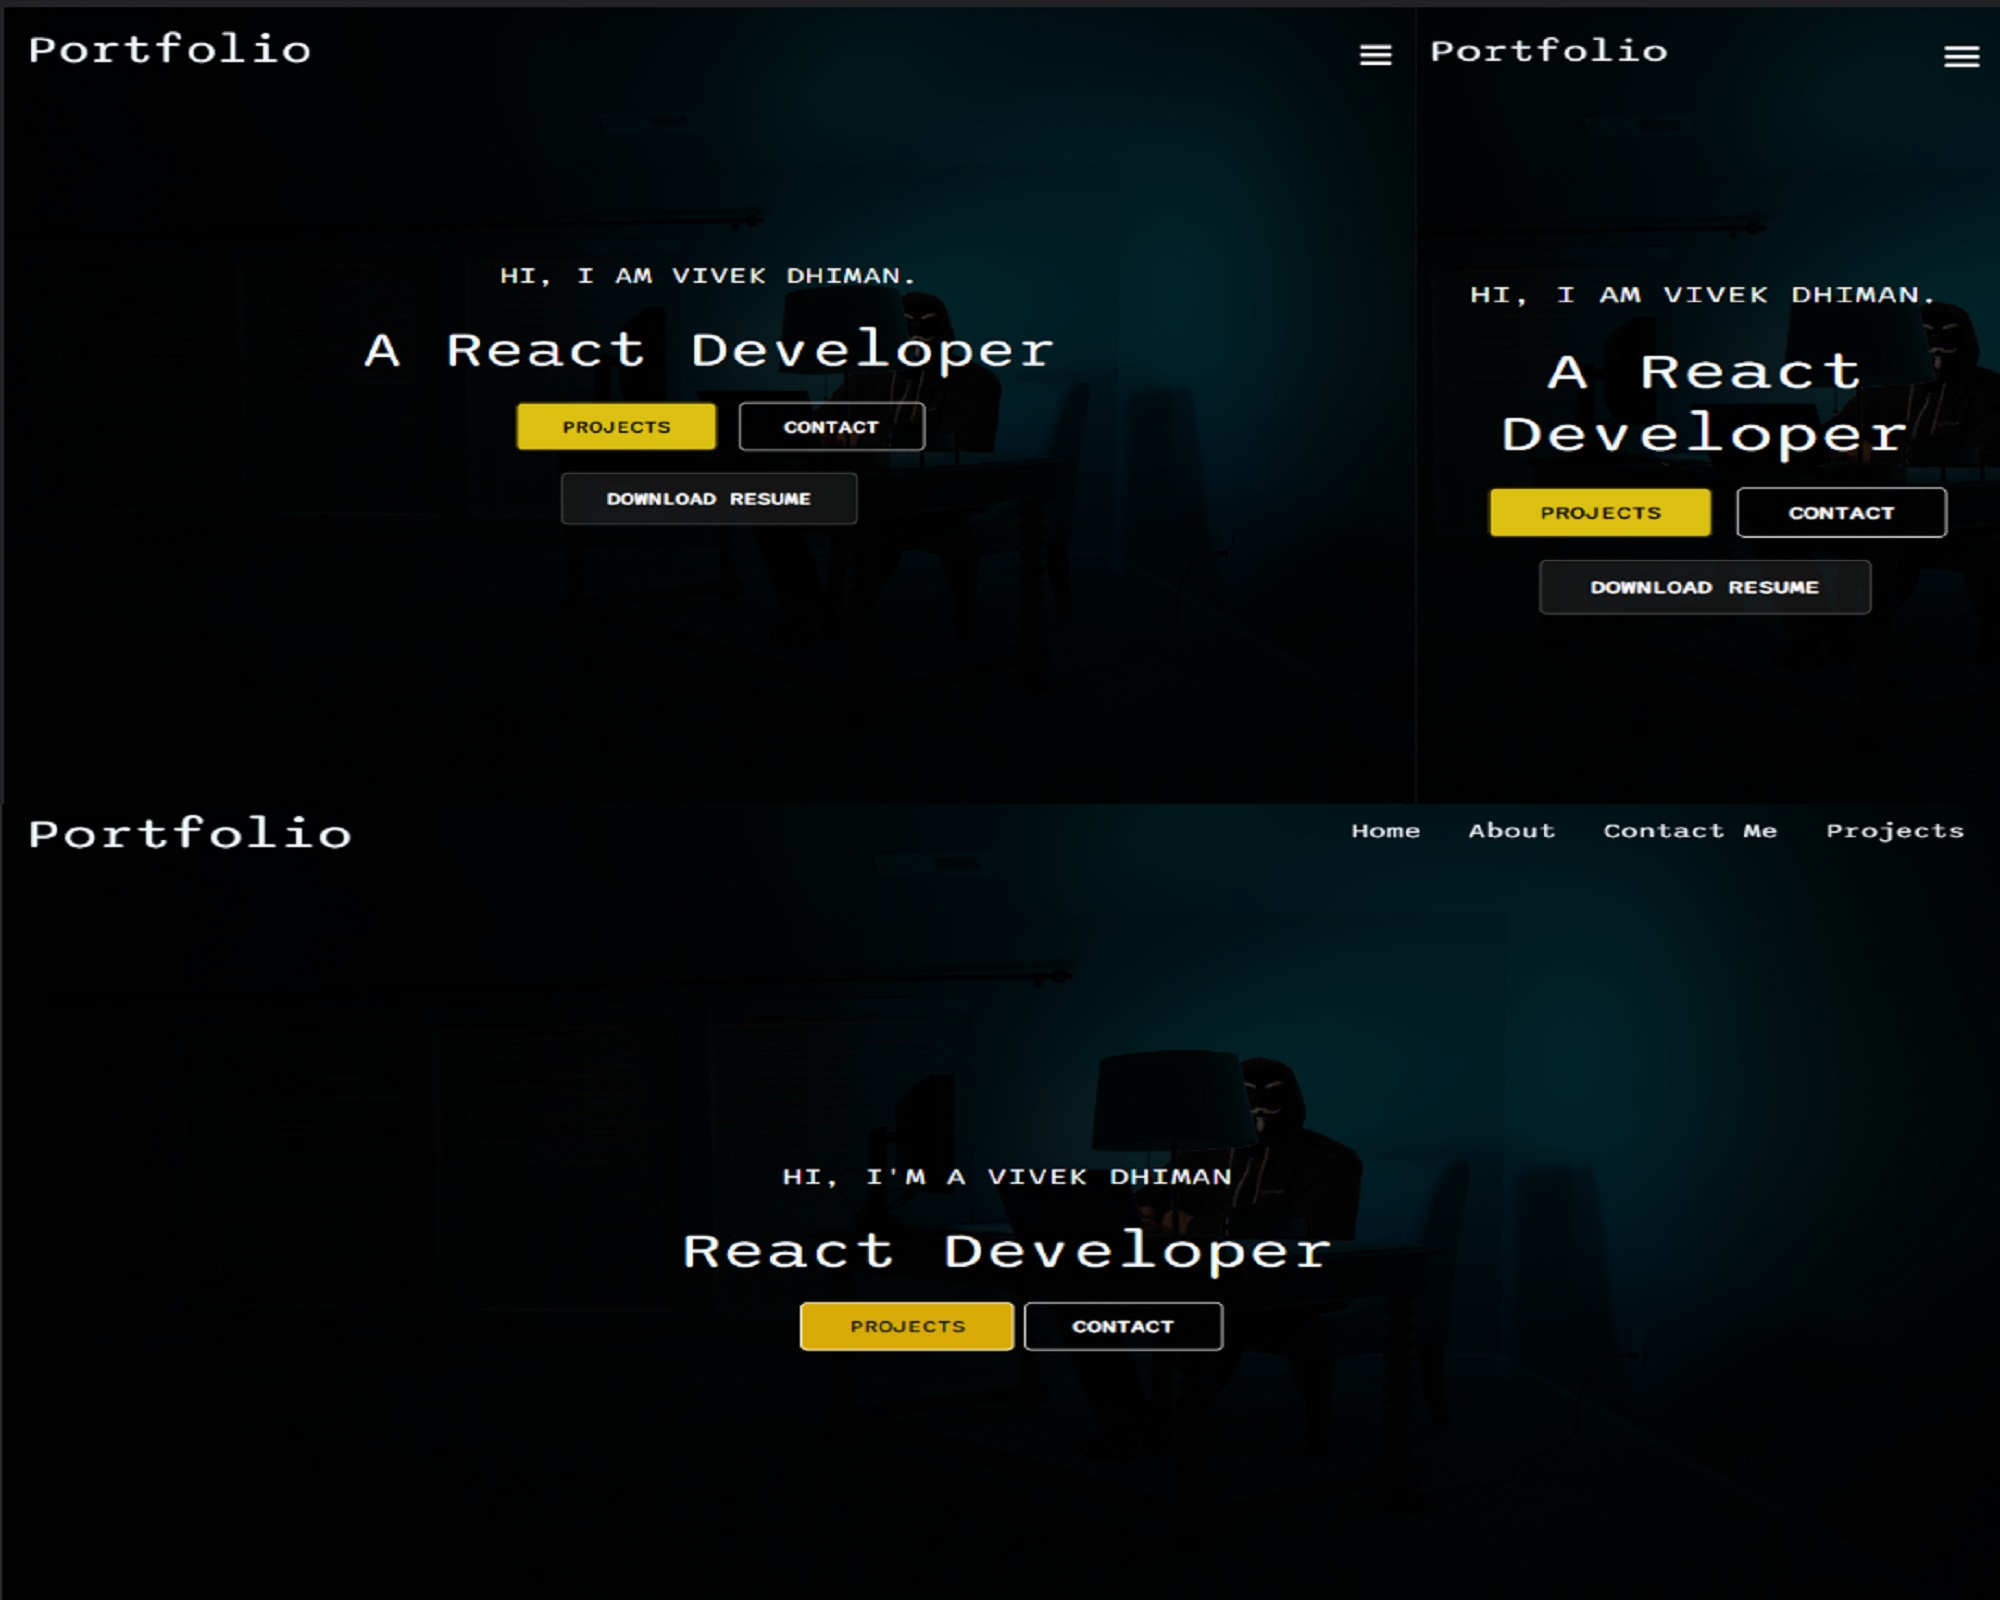 Portfolio
HI, I AM VIVEK DHIMAN.
A React Developer
PROJECTS CONTACT
DOWNLOAD RESUME
Portfolio
HI, I AM VIVEK DHIMAN.
A React
Developer
PROJECTS CONTACT
DOWNLOAD RESUME
Portfolio Home About Contact Me Projects
HI, I'M A VIVEK DHIMAN
React Developer
PROJECTS CONTACT